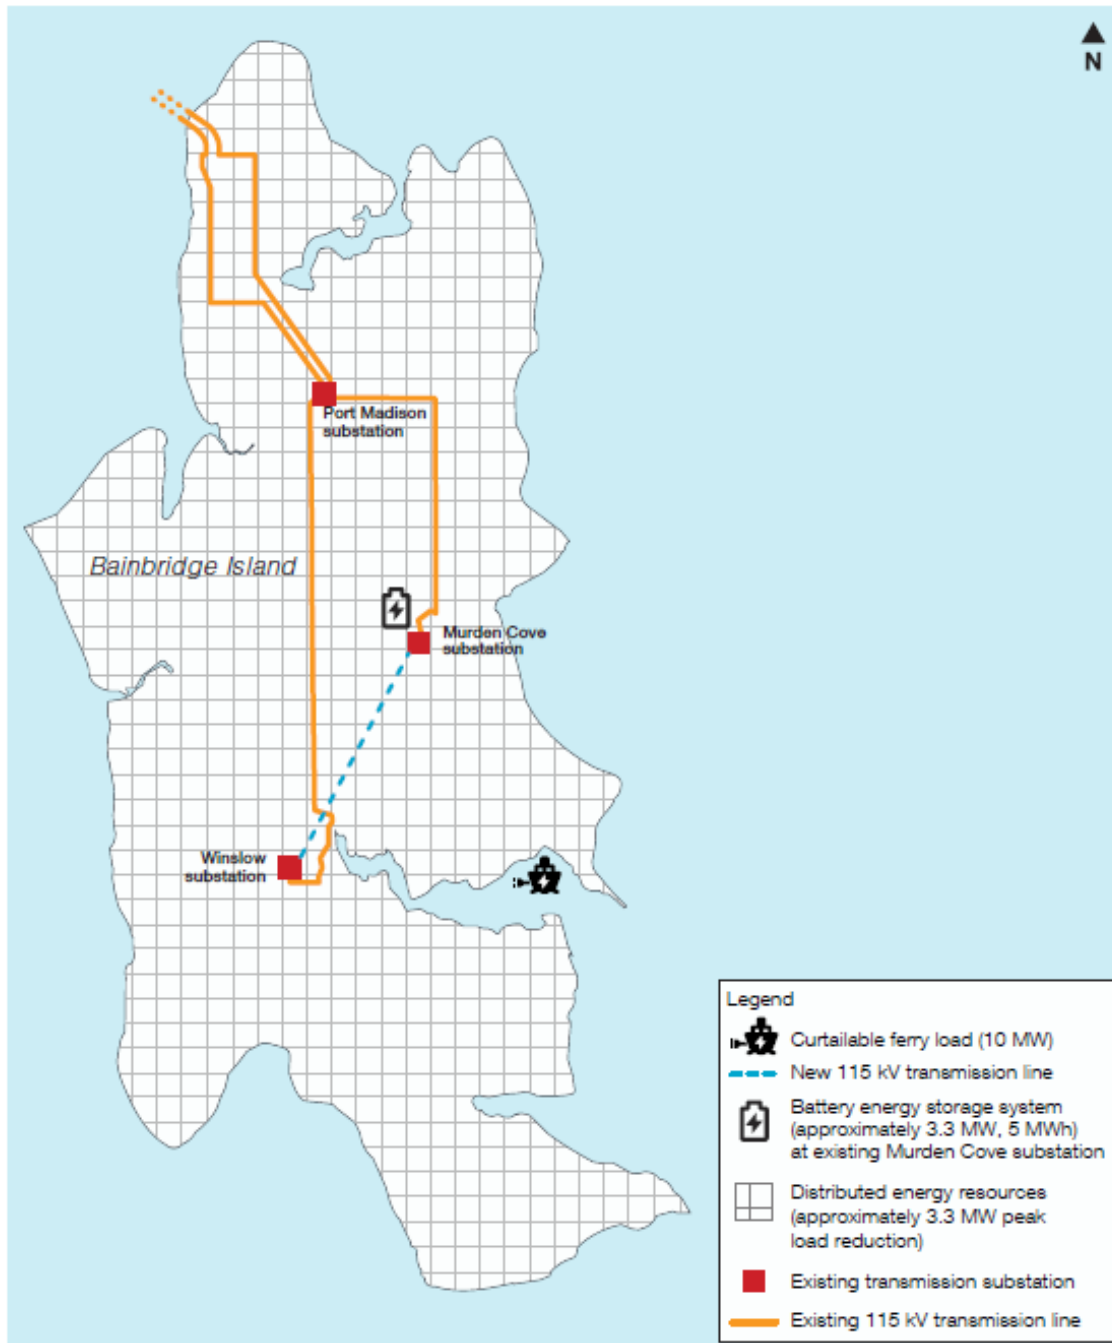 N
Port Madison
substation
Bainbridge Island
Murden Cove
substation
Winslow
substation
Legend
Curtailable ferry load (10 MW)
New 115 kV transmission line
Battery energy storage system
(approximately 3.3 MW, 5 MWh)
at existing Murden Cove substation
Distributed energy resources
(approximately 3.3 MW peak
load reduction)
Existing transmission substation
Existing 115 kV transmission line